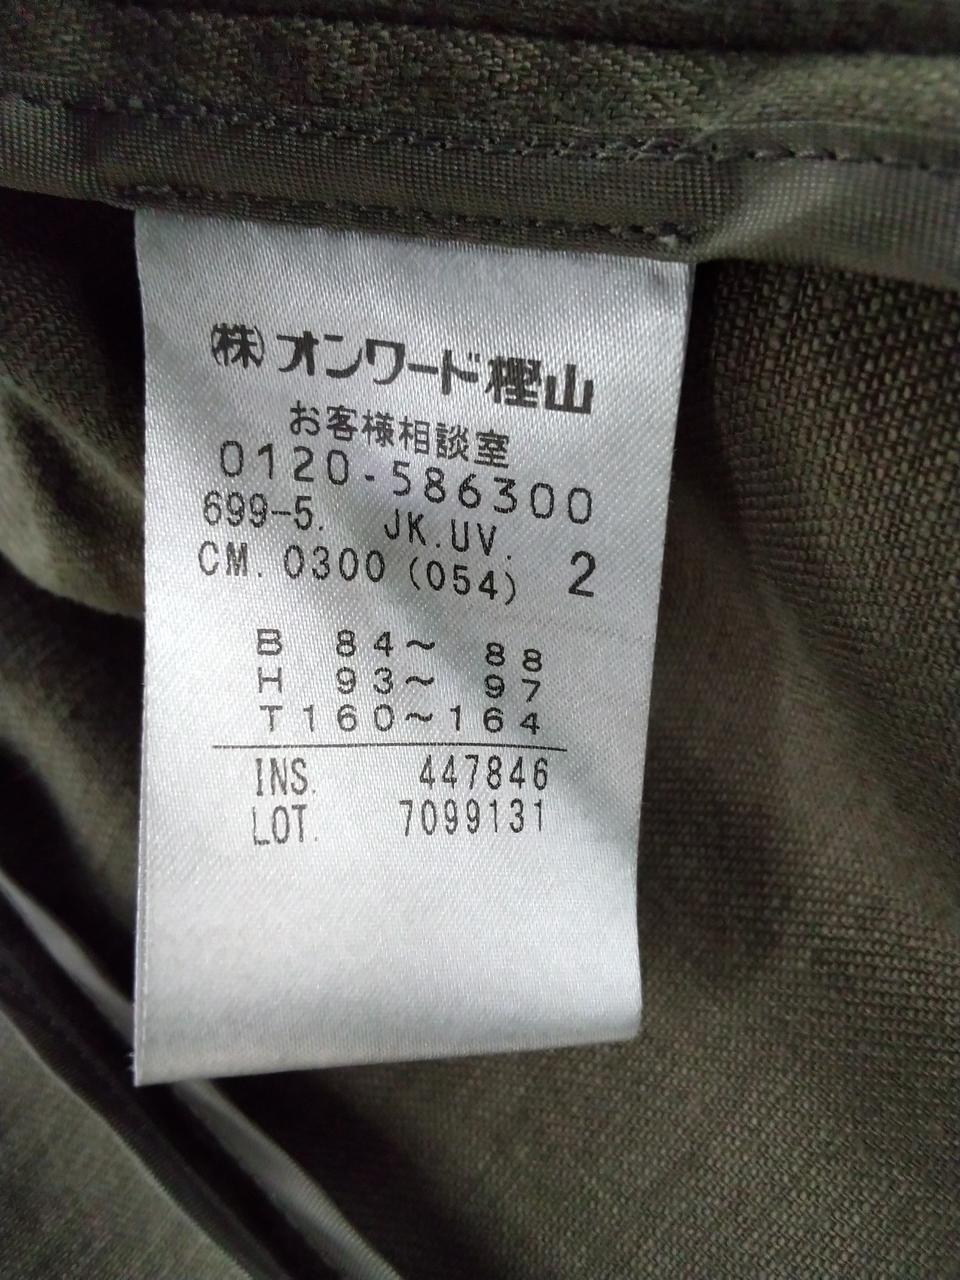 ㈱オンワード樫山
お客様相談室
0120-586300
699-5. JK.UV.
CM. 0300 (054) 2
B 84～ 88
H 93～ 97
T160～164
INS. 447846
LOT. 7099131